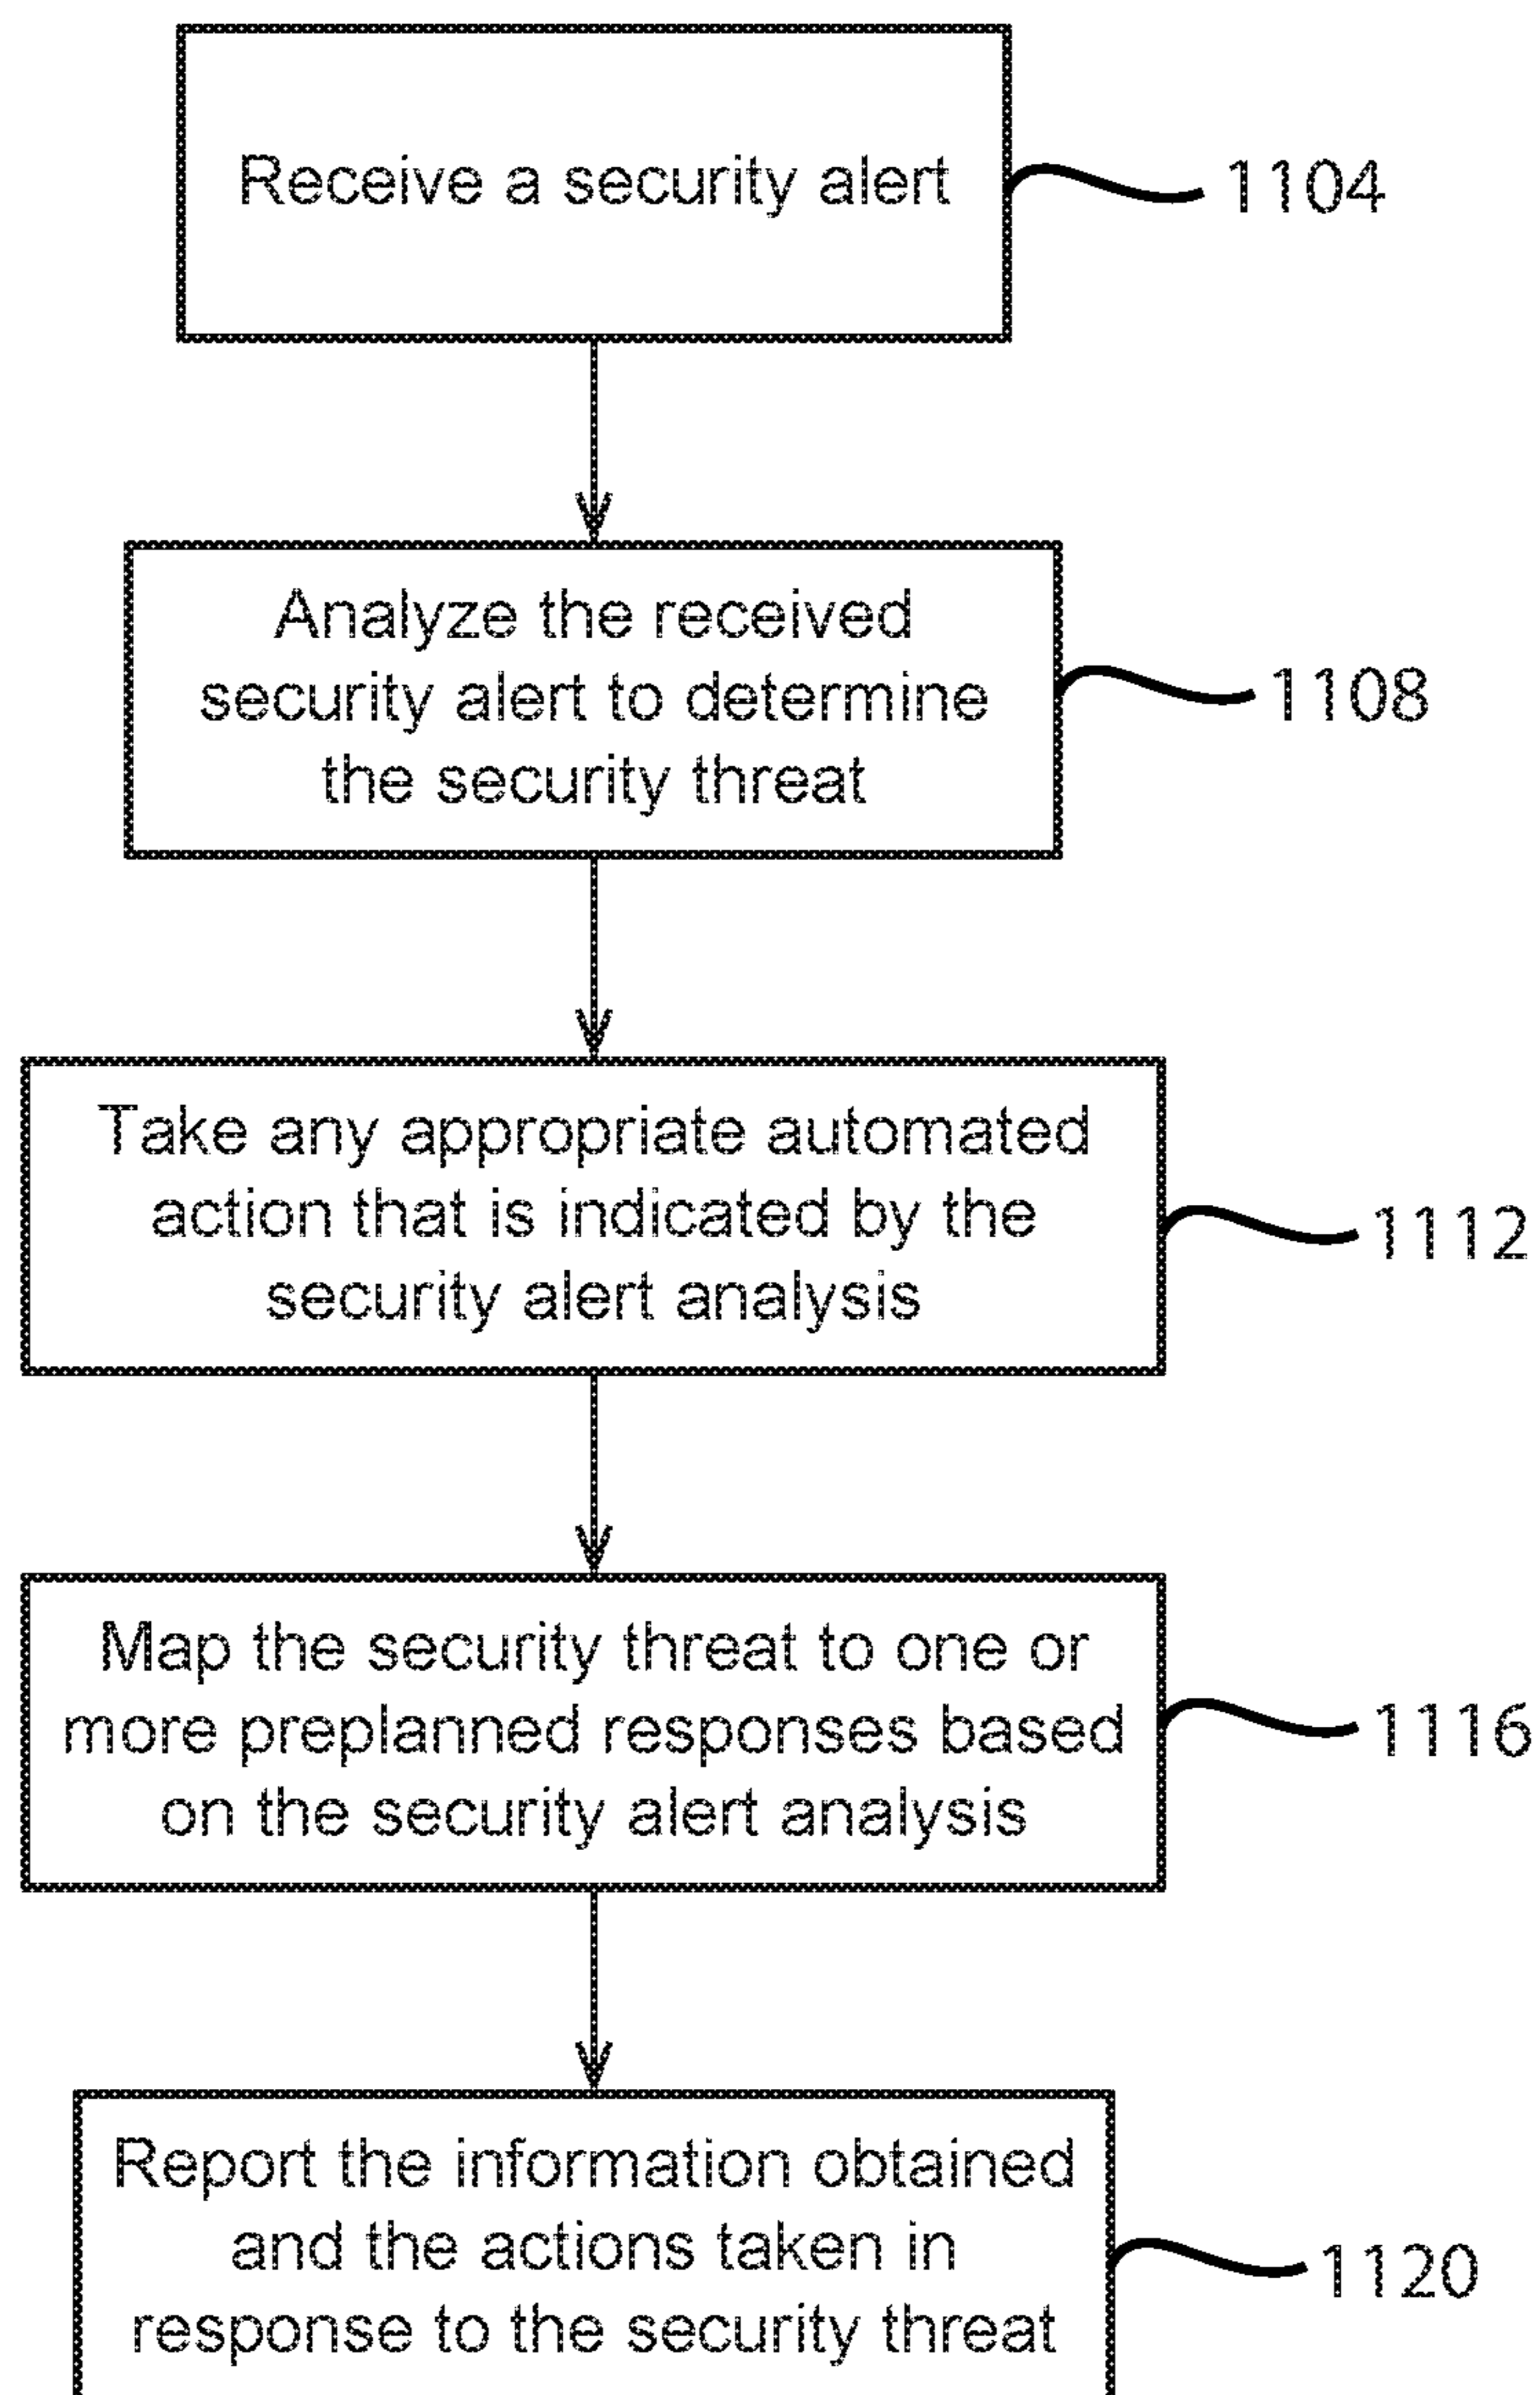 Receive a security alert
1104
Analyze the received
security alert to determine
the security threat
1108
Take any appropriate automated
action that is indicated by the
security alert analysis
1112
Map the security threat to one or
more preplanned responses based
on the security alert analysis
1116
Report the information obtained
and the actions taken in
response to the security threat
1120